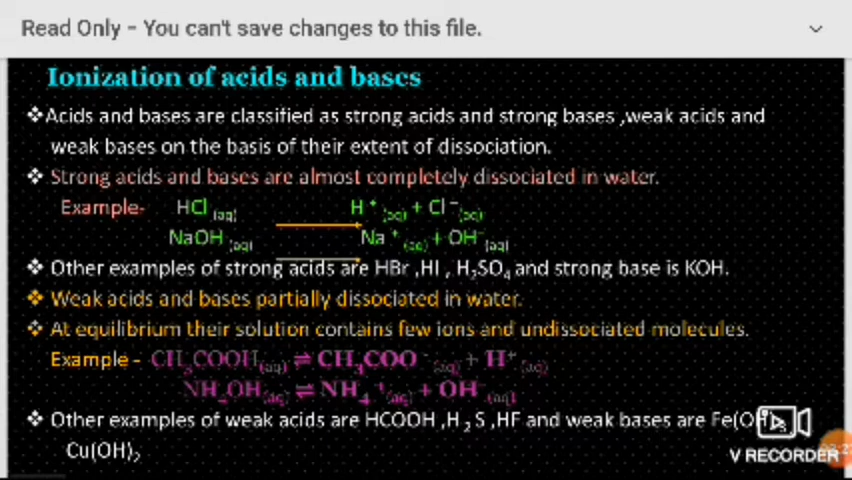 Read Only - You can't save changes to this file.
Ionization of acids and bases
❖Acids and bases are classified as strong acids and strong bases ,weak acids and
weak bases on the basis of their extent of dissociation.
❖ Strong acids and bases are almost completely dissociated in water.
Example- HCl (aq) H⁺ (aq) + Cl⁻(aq)
NaOH (aq) Na⁺ (aq) + OH⁻(aq)
❖ Other examples of strong acids are HBr ,HI , H₂SO₄ and strong base is KOH.
❖ Weak acids and bases partially dissociated in water.
❖ At equilibrium their solution contains few ions and undissociated molecules.
Example - CH₃COOH(aq) ⇌ CH₃COO⁻(aq) + H⁺(aq)
NH₄OH(aq) ⇌ NH₄⁺(aq) + OH⁻(aq)
❖ Other examples of weak acids are HCOOH ,H₂S ,HF and weak bases are Fe(OH)₃
Cu(OH)₂
V RECORDER